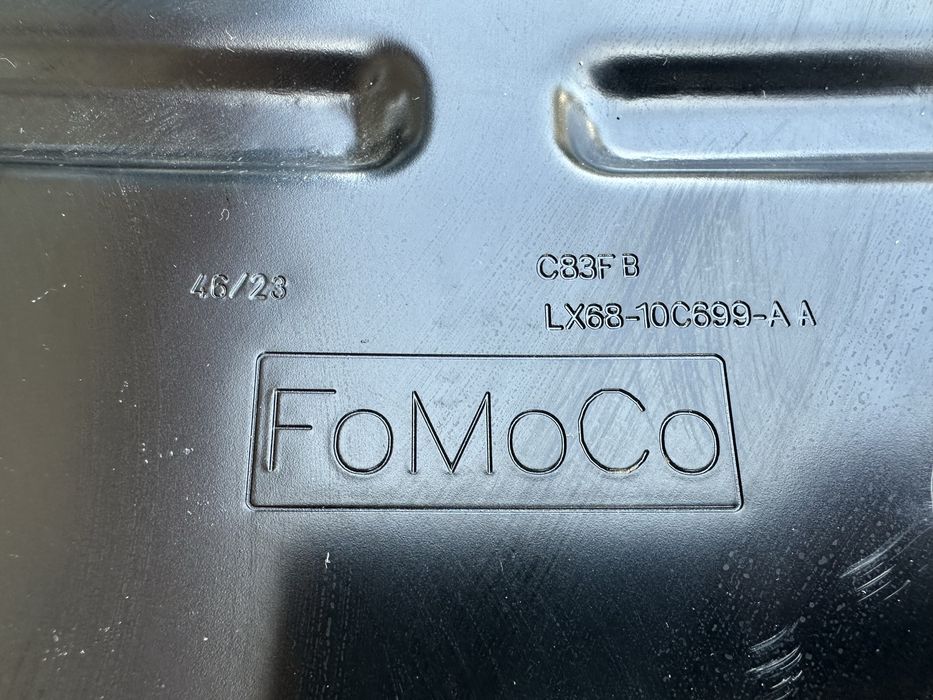 46/23
C83F B
LX68-10C699-A A
FoMoCo